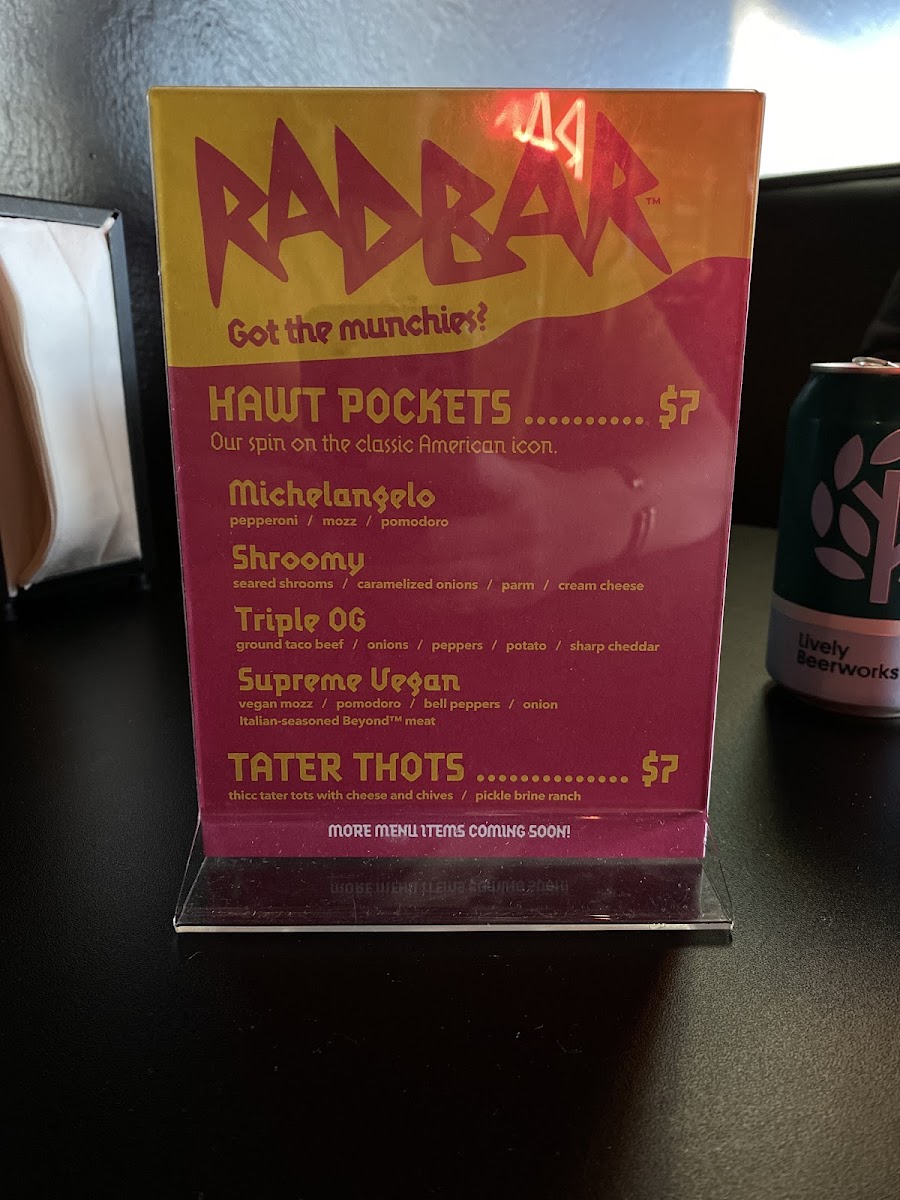 RADBAR™
Got the munchies?
HAWT POCKETS .......... $7
Our spin on the classic American icon.
Michelangelo
pepperoni / mozz / pomodoro
Shroomy
seared shrooms / caramelized onions / parm / cream cheese
Triple OG
ground taco beef / onions / peppers / potato / sharp cheddar
Supreme Vegan
vegan mozz / pomodoro / bell peppers / onion
Italian-seasoned Beyond™ meat
TATER THOTS .............. $7
thicc tater tots with cheese and chives / pickle brine ranch
MORE MENU ITEMS COMING SOON!
Lively
Beerworks